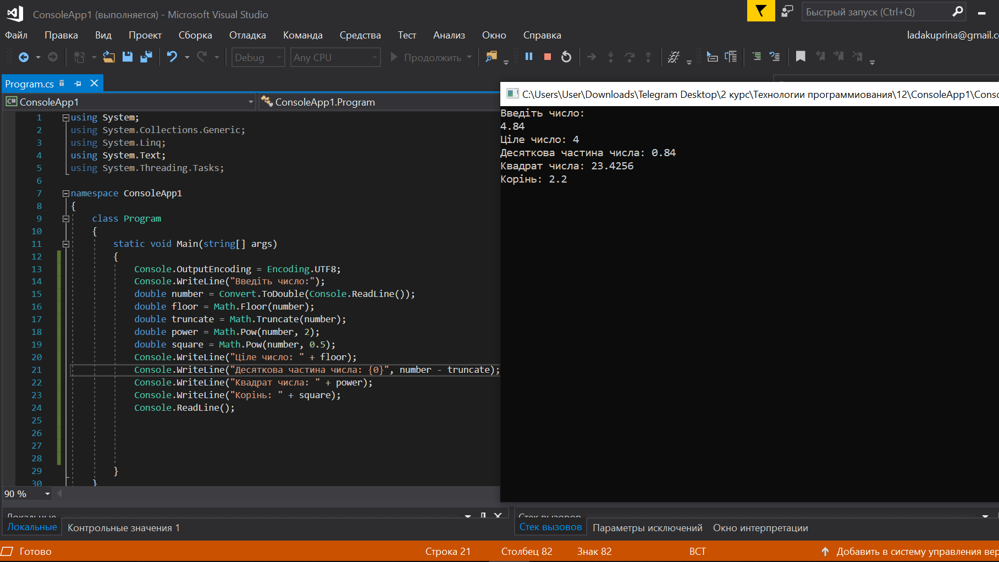 ConsoleApp1 (выполняется) - Microsoft Visual Studio
Быстрый запуск (Ctrl+Q)
Файл Правка Вид Проект Сборка Отладка Команда Средства Тест Анализ Окно Справка
ladakuprina@gmail.c
Debug Any CPU Продолжить
Program.cs
C# ConsoleApp1
ConsoleApp1.Program
1 using System;
2 using System.Collections.Generic;
3 using System.Linq;
4 using System.Text;
5 using System.Threading.Tasks;
6
7 namespace ConsoleApp1
8 {
9 class Program
10 {
11 static void Main(string[] args)
12 {
13 Console.OutputEncoding = Encoding.UTF8;
14 Console.WriteLine("Введіть число:");
15 double number = Convert.ToDouble(Console.ReadLine());
16 double floor = Math.Floor(number);
17 double truncate = Math.Truncate(number);
18 double power = Math.Pow(number, 2);
19 double square = Math.Pow(number, 0.5);
20 Console.WriteLine("Ціле число: " + floor);
21 Console.WriteLine("Десяткова частина числа: {0}", number - truncate);
22 Console.WriteLine("Квадрат числа: " + power);
23 Console.WriteLine("Корінь: " + square);
24 Console.ReadLine();
25
26
27
28
29 }
30 }
90 %
C:\Users\User\Downloads\Telegram Desktop\2 курс\Технологии программиования\12\ConsoleApp1\Conso
Введіть число:
4.84
Ціле число: 4
Десяткова частина числа: 0.84
Квадрат числа: 23.4256
Корінь: 2.2
Локальные
Стек вызовов
Локальные Контрольные значения 1
Стек вызовов Параметры исключений Окно интерпретации
Готово Строка 21 Столбец 82 Знак 82 ВСТ Добавить в систему управления вер